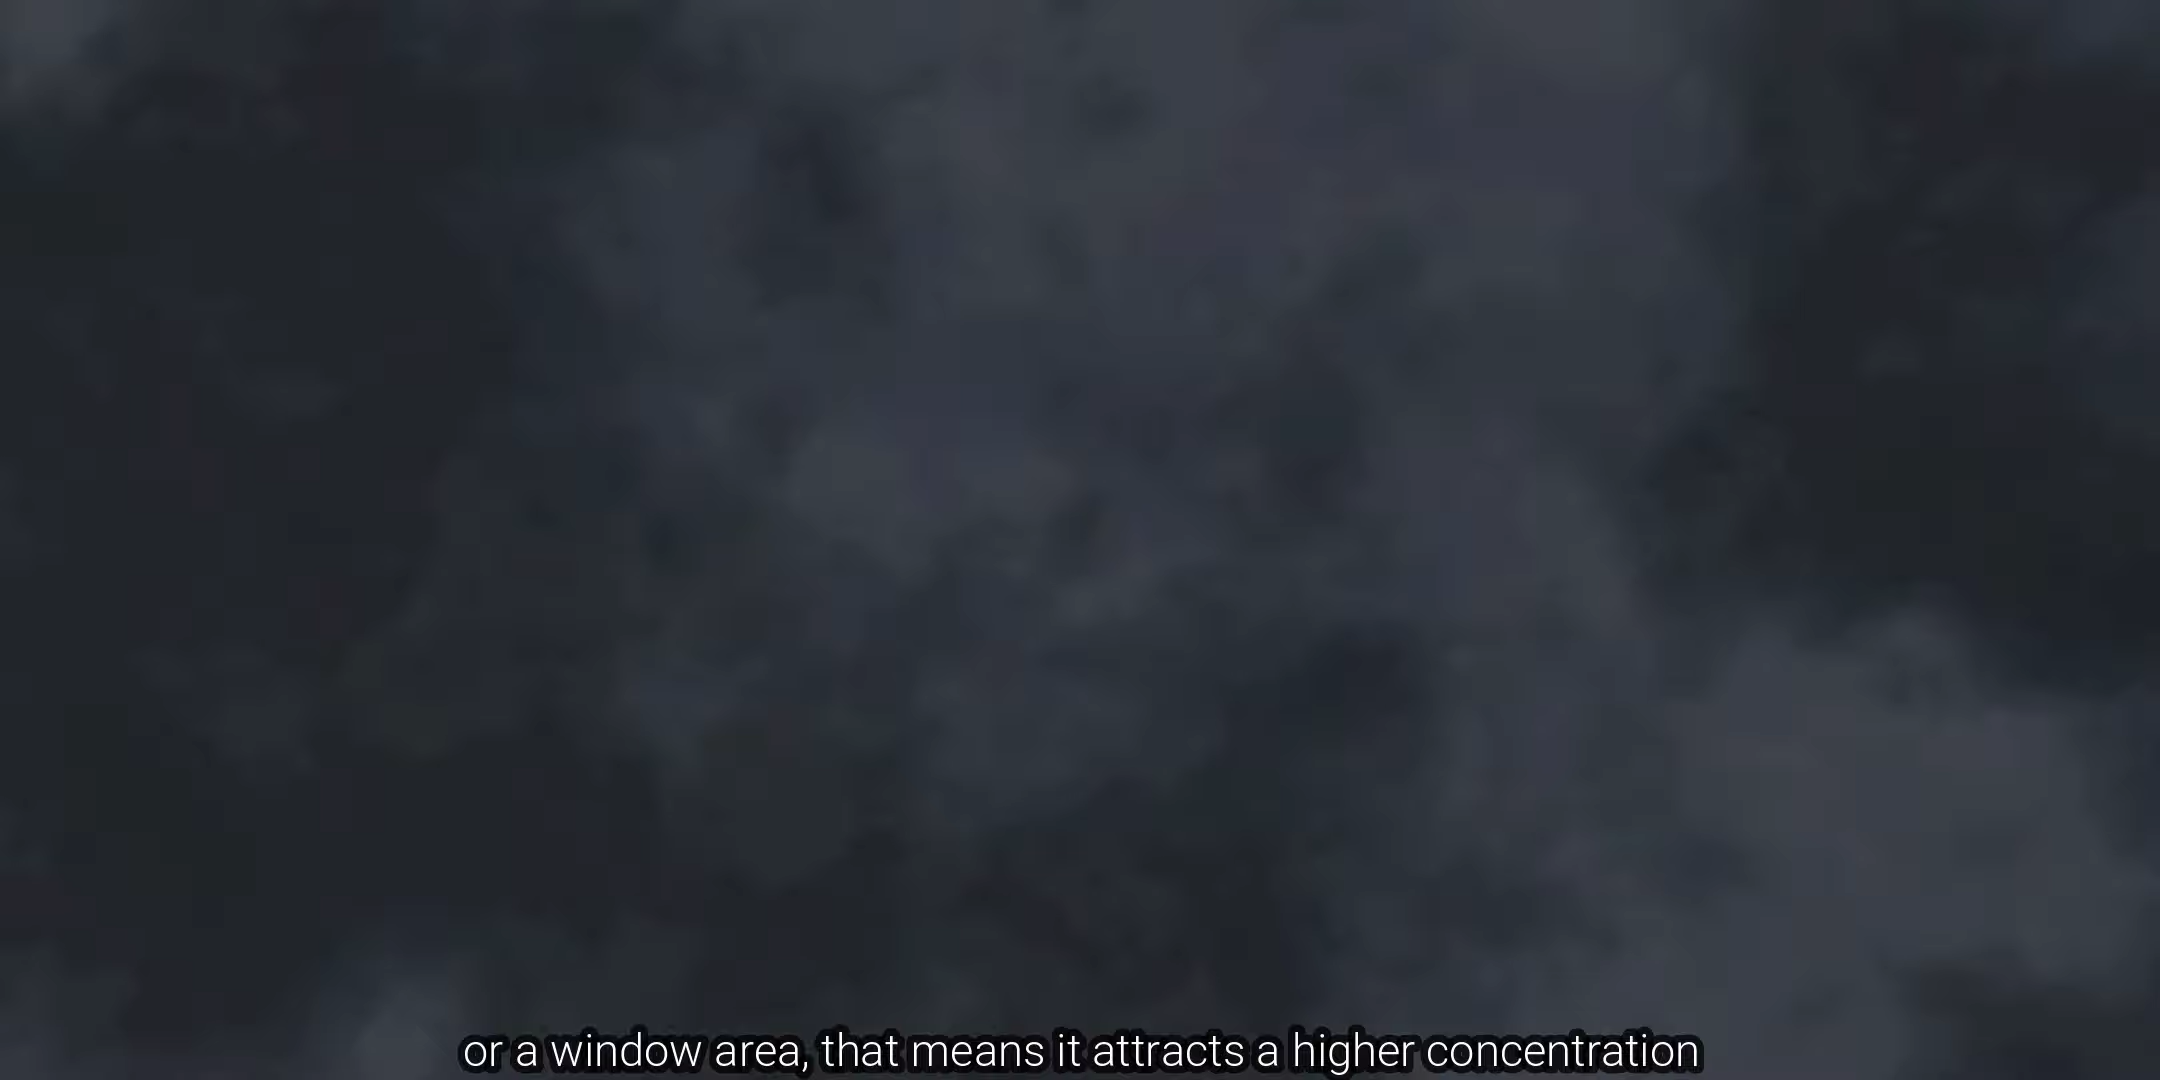 or a window area, that means it attracts a higher concentration